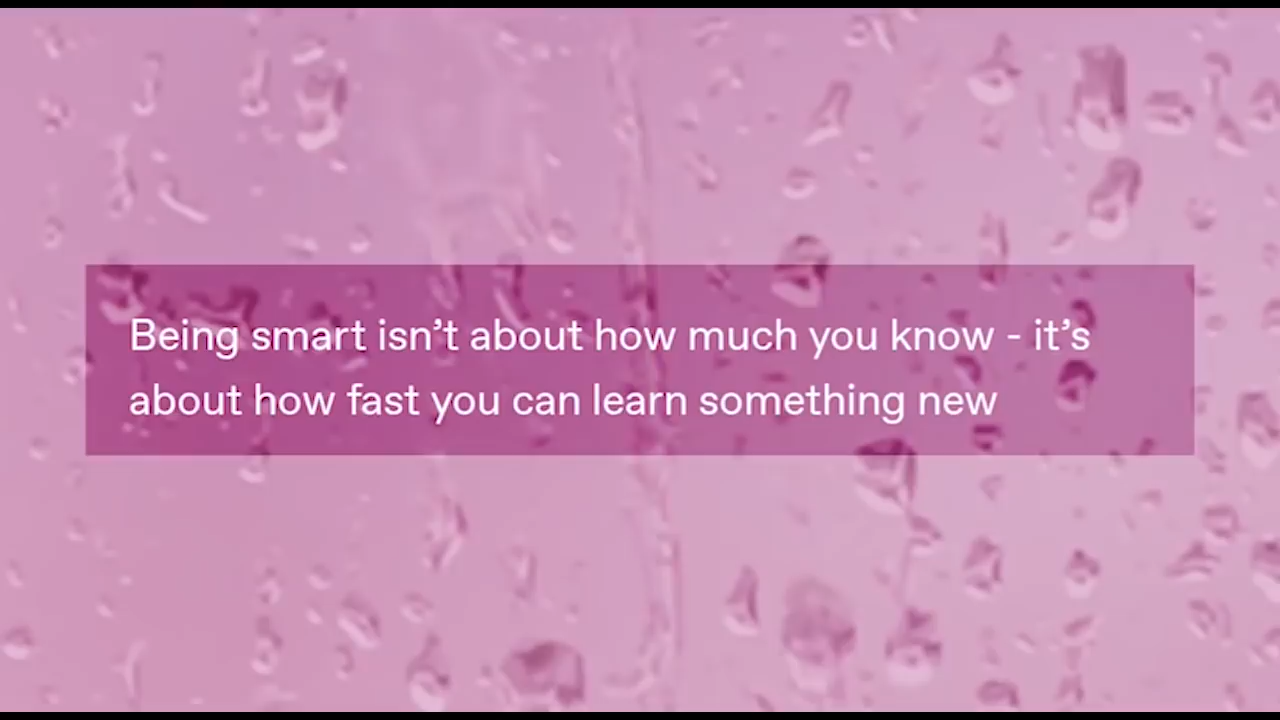 Being smart isn’t about how much you know - it’s
about how fast you can learn something new